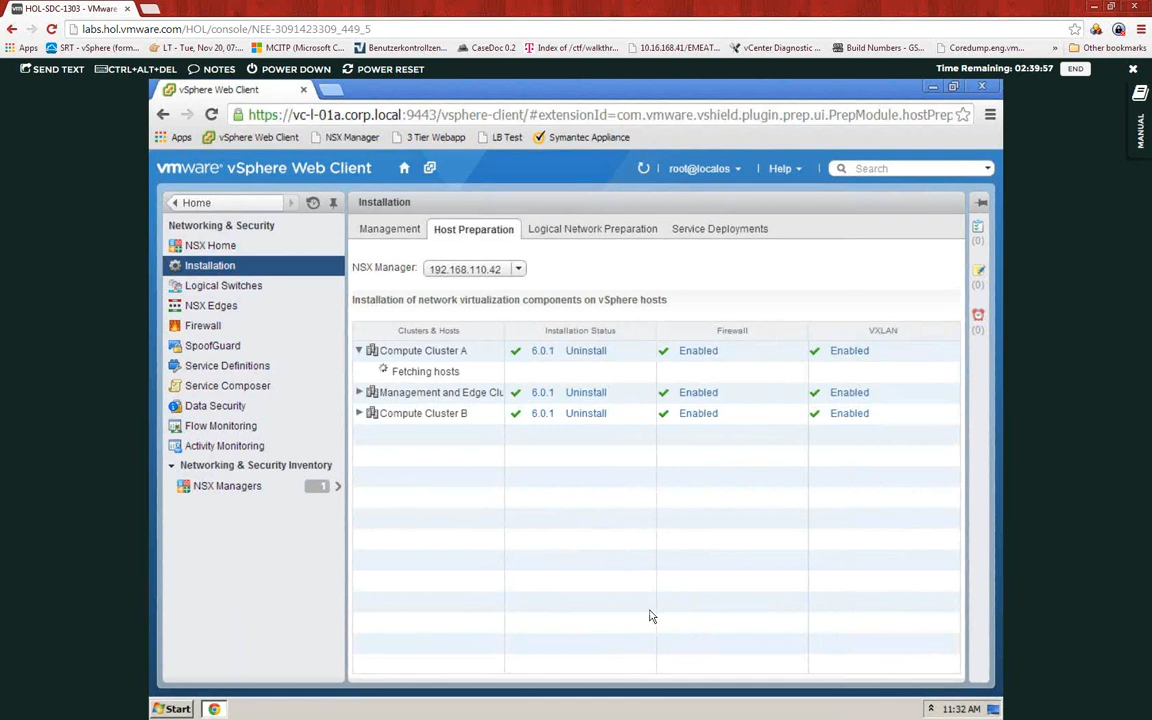 HOL-SDC-1303 - VMware
labs.hol.vmware.com/HOL/console/NEE-3091423309_449_5
Apps SRT - vSphere (form... LT - Tue, Nov 20, 07:... MCITP (Microsoft C... Benutzerkontrollzen... CaseDoc 0.2 Index of /ctf/walkthr... 10.16.168.41/EMEAT... vCenter Diagnostic ... Build Numbers - GS... Coredump.eng.vm... » Other bookmarks
SEND TEXT CTRL+ALT+DEL NOTES POWER DOWN POWER RESET Time Remaining: 02:39:57 END
MANUAL
vSphere Web Client
https://vc-l-01a.corp.local:9443/vsphere-client/#extensionId=com.vmware.vshield.plugin.prep.ui.PrepModule.hostPrep
Apps vSphere Web Client NSX Manager 3 Tier Webapp LB Test Symantec Appliance
vmware® vSphere Web Client root@localos Help Search
Home
Installation
Networking & Security
NSX Home
Installation
Logical Switches
NSX Edges
Firewall
SpoofGuard
Service Definitions
Service Composer
Data Security
Flow Monitoring
Activity Monitoring
Networking & Security Inventory
NSX Managers 1
Management Host Preparation Logical Network Preparation Service Deployments
NSX Manager: 192.168.110.42
Installation of network virtualization components on vSphere hosts
Clusters & Hosts Installation Status Firewall VXLAN
Compute Cluster A 6.0.1 Uninstall Enabled Enabled
Fetching hosts
Management and Edge Clu 6.0.1 Uninstall Enabled Enabled
Compute Cluster B 6.0.1 Uninstall Enabled Enabled
(0)
(0)
(0)
Start 11:32 AM